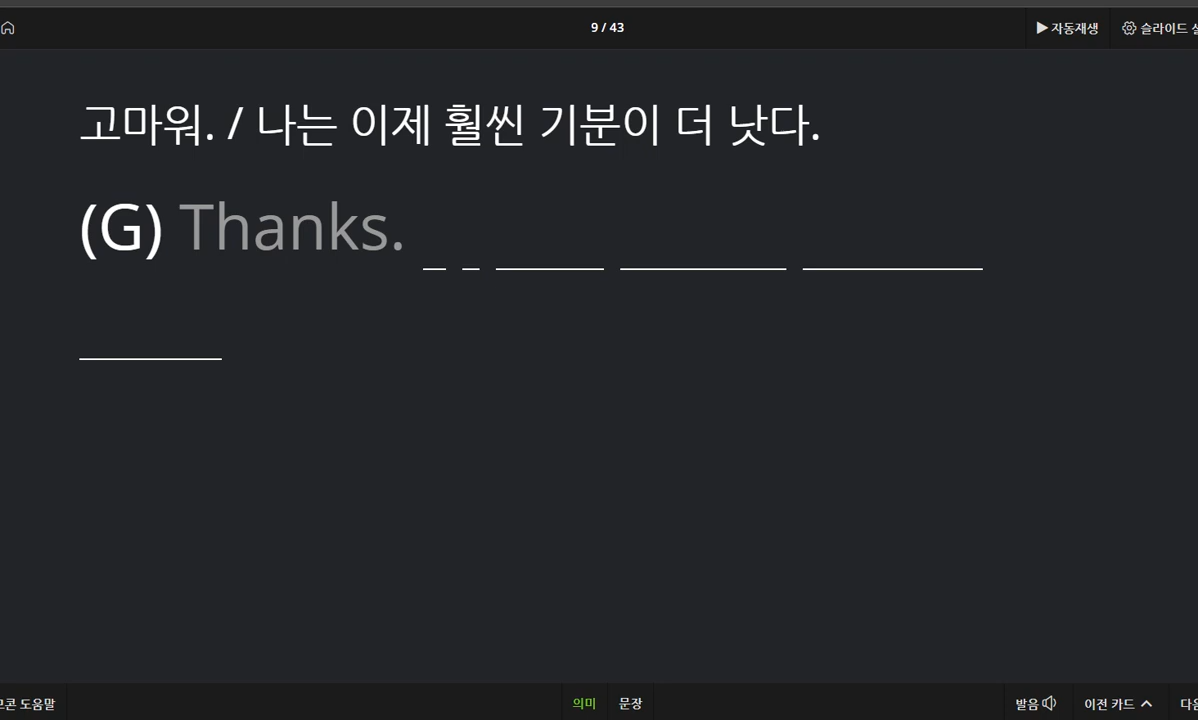 9 / 43
▶ 자동재생
슬라이드
고마워. / 나는 이제 훨씬 기분이 더 낫다.
(G) Thanks.
도움말
의미
문장
발음
이전 카드